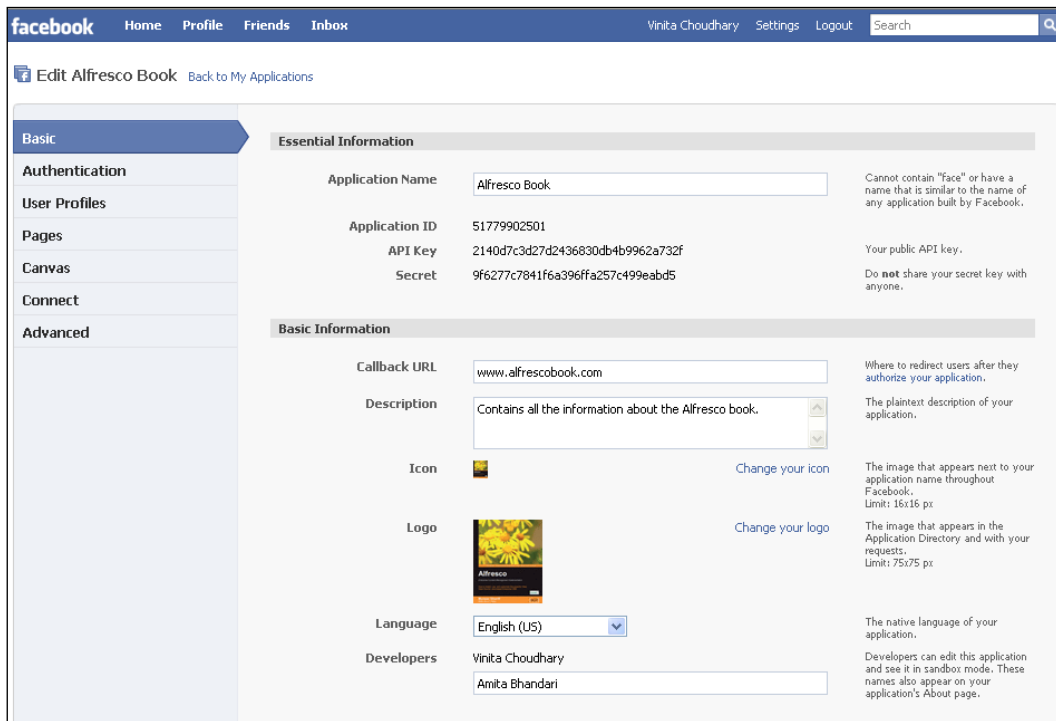 facebook Home Profile Friends Inbox Vinita Choudhary Settings Logout Search
Edit Alfresco Book Back to My Applications
Basic
Authentication
User Profiles
Pages
Canvas
Connect
Advanced
Essential Information
Application Name Alfresco Book
Cannot contain "face" or have a
name that is similar to the name of
any application built by Facebook.
Application ID 51779902501
API Key 2140d7c3d27d2436830db4b9962a732f Your public API key.
Secret 9f6277c7841f6a396ffa257c499eabd5
Do not share your secret key with
anyone.
Basic Information
Callback URL www.alfrescobook.com
Where to redirect users after they
authorize your application.
Description Contains all the information about the Alfresco book.
The plaintext description of your
application.
Icon Change your icon
The image that appears next to your
application name throughout
Facebook.
Limit: 16x16 px
Logo Change your logo
The image that appears in the
Application Directory and with your
requests.
Limit: 75x75 px
Alfresco
Language English (US)
The native language of your
application.
Developers Vinita Choudhary
Amita Bhandari
Developers can edit this application
and see it in sandbox mode. These
names also appear on your
application's About page.